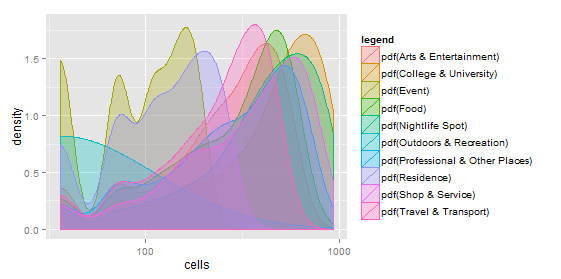 legend
pdf(Arts & Entertainment)
pdf(College & University)
pdf(Event)
pdf(Food)
pdf(Nightlife Spot)
pdf(Outdoors & Recreation)
pdf(Professional & Other Places)
pdf(Residence)
pdf(Shop & Service)
pdf(Travel & Transport)
density
1.5
1.0
0.5
0.0
100
1000
cells